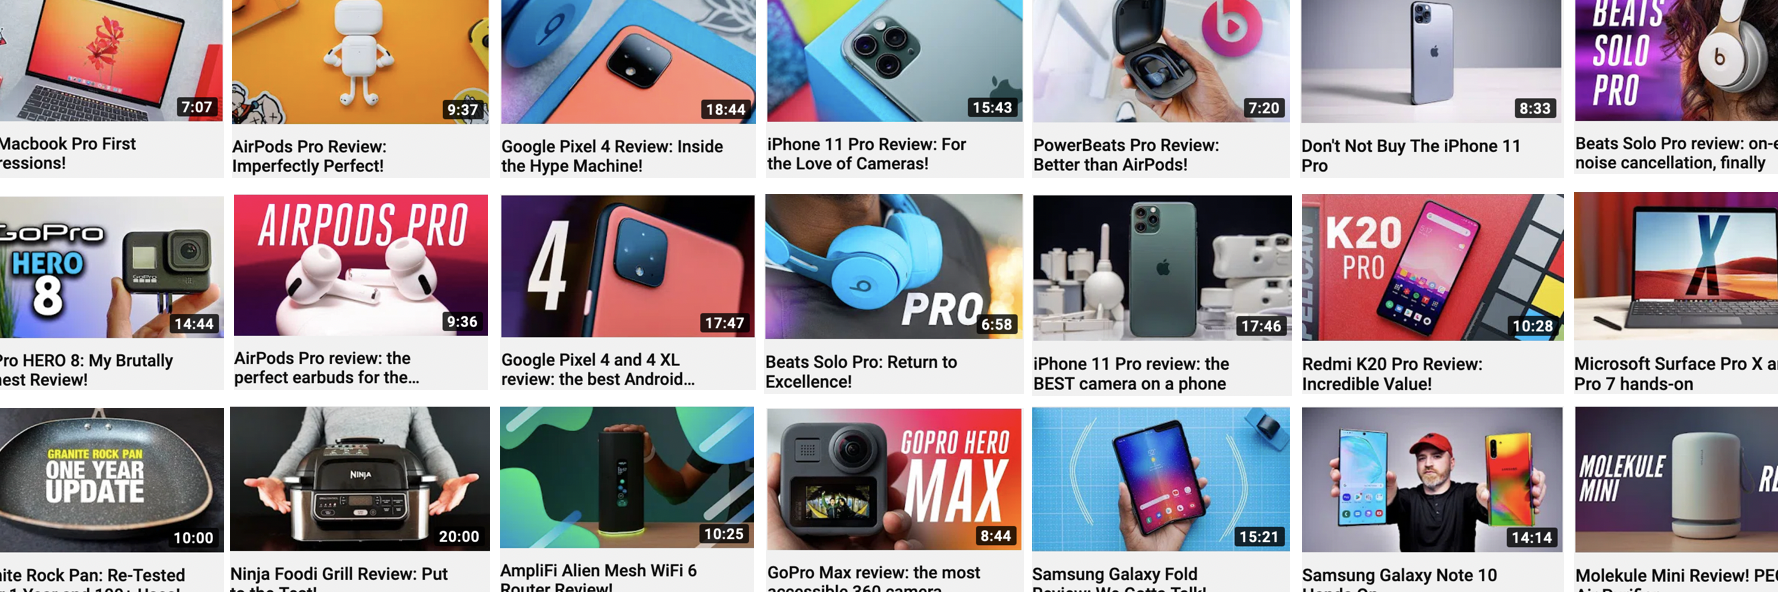 7:07
Macbook Pro First
ressions!
9:37
AirPods Pro Review:
Imperfectly Perfect!
18:44
Google Pixel 4 Review: Inside
the Hype Machine!
15:43
iPhone 11 Pro Review: For
the Love of Cameras!
7:20
PowerBeats Pro Review:
Better than AirPods!
8:33
Don't Not Buy The iPhone 11
Pro
BEATS
SOLO
PRO
Beats Solo Pro review: on-e
noise cancellation, finally
GoPro
HERO
8
14:44
Pro HERO 8: My Brutally
nest Review!
AIRPODS PRO
9:36
AirPods Pro review: the
perfect earbuds for the...
4
17:47
Google Pixel 4 and 4 XL
review: the best Android...
PRO
6:58
Beats Solo Pro: Return to
Excellence!
17:46
iPhone 11 Pro review: the
BEST camera on a phone
PELICAN
K20
PRO
10:28
Redmi K20 Pro Review:
Incredible Value!
X
Microsoft Surface Pro X a
Pro 7 hands-on
GRANITE ROCK PAN
ONE YEAR
UPDATE
10:00
nite Rock Pan: Re-Tested
NINJA
20:00
Ninja Foodi Grill Review: Put
to the Test!
10:25
AmpliFi Alien Mesh WiFi 6
Router Review!
GOPRO HERO
MAX
8:44
GoPro Max review: the most
accessible 360 camera
15:21
Samsung Galaxy Fold
Review: We Gotta Talk!
14:14
Samsung Galaxy Note 10
Hands On
MOLEKULE
MINI
RE
Molekule Mini Review! PE